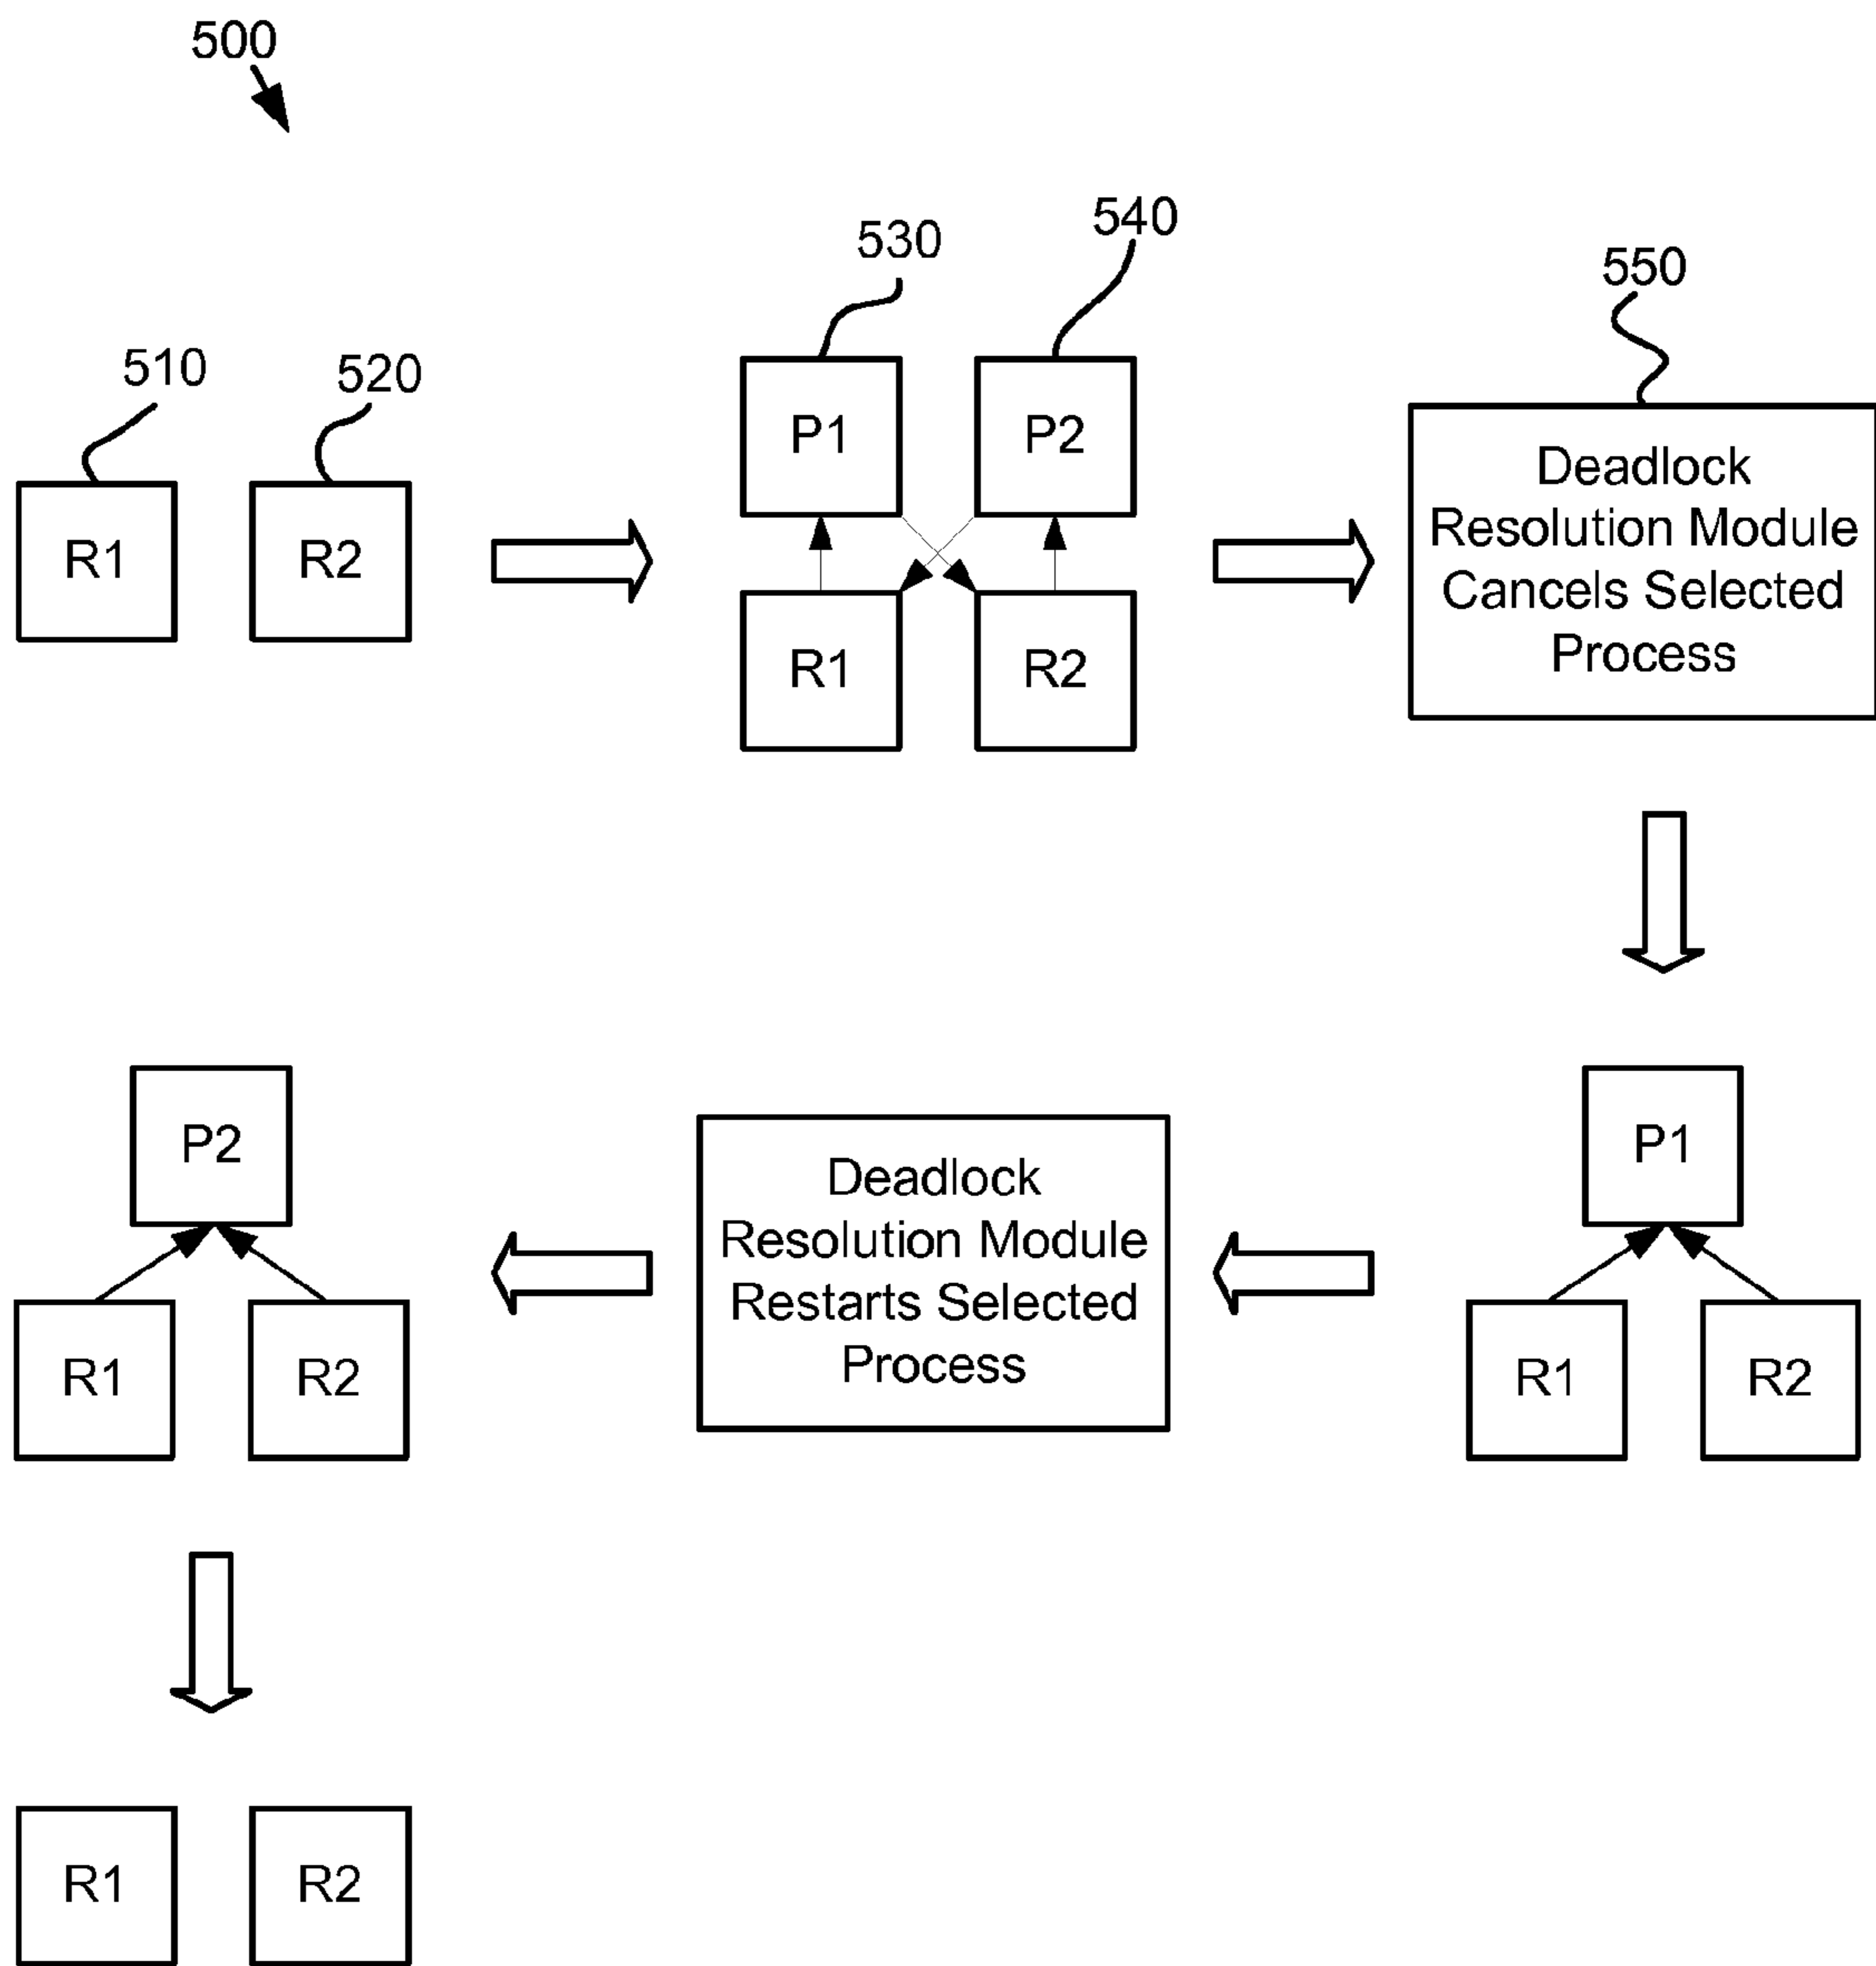 500
510
520
R1
R2
530
540
P1
P2
R1
R2
550
Deadlock
Resolution Module
Cancels Selected
Process
P1
R1
R2
Deadlock
Resolution Module
Restarts Selected
Process
P2
R1
R2
R1
R2